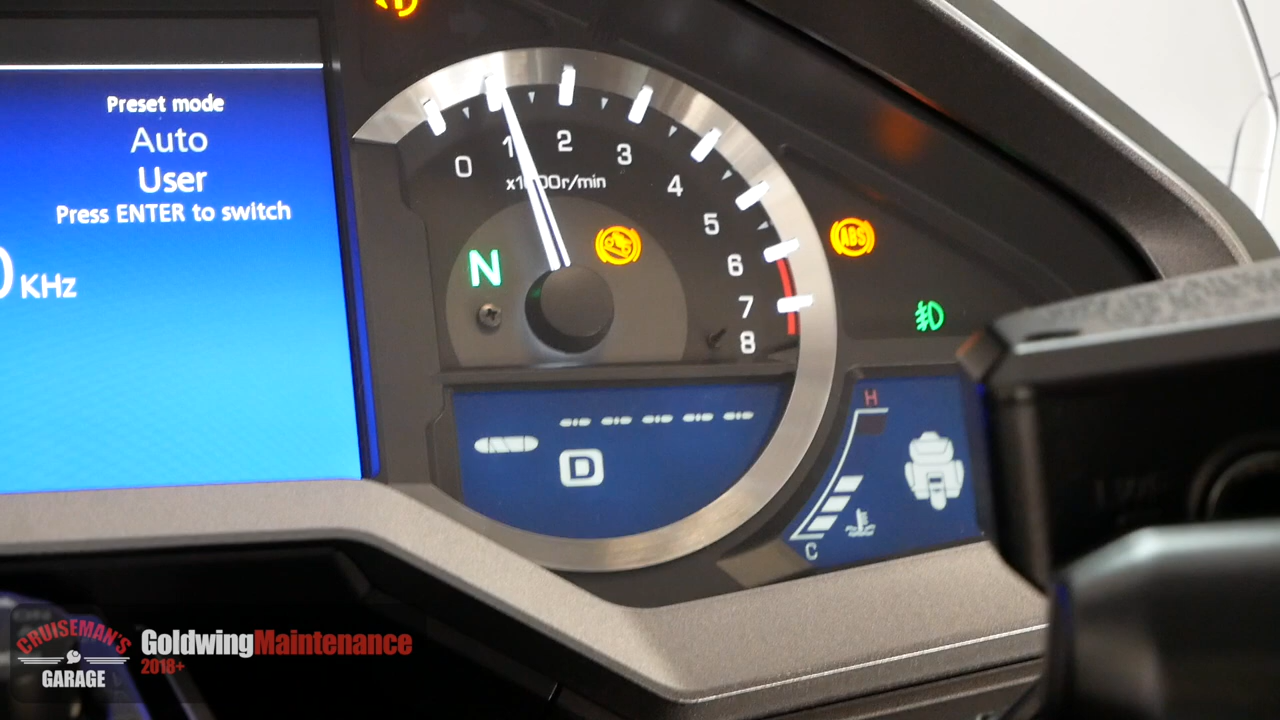 Preset mode
Auto
User
Press ENTER to switch
0 KHz
0
1
2
3
4
5
6
7
8
r/min
N
ABS
D
H
C
CRUISEMAN'S
GARAGE
GoldwingMaintenance
2018+